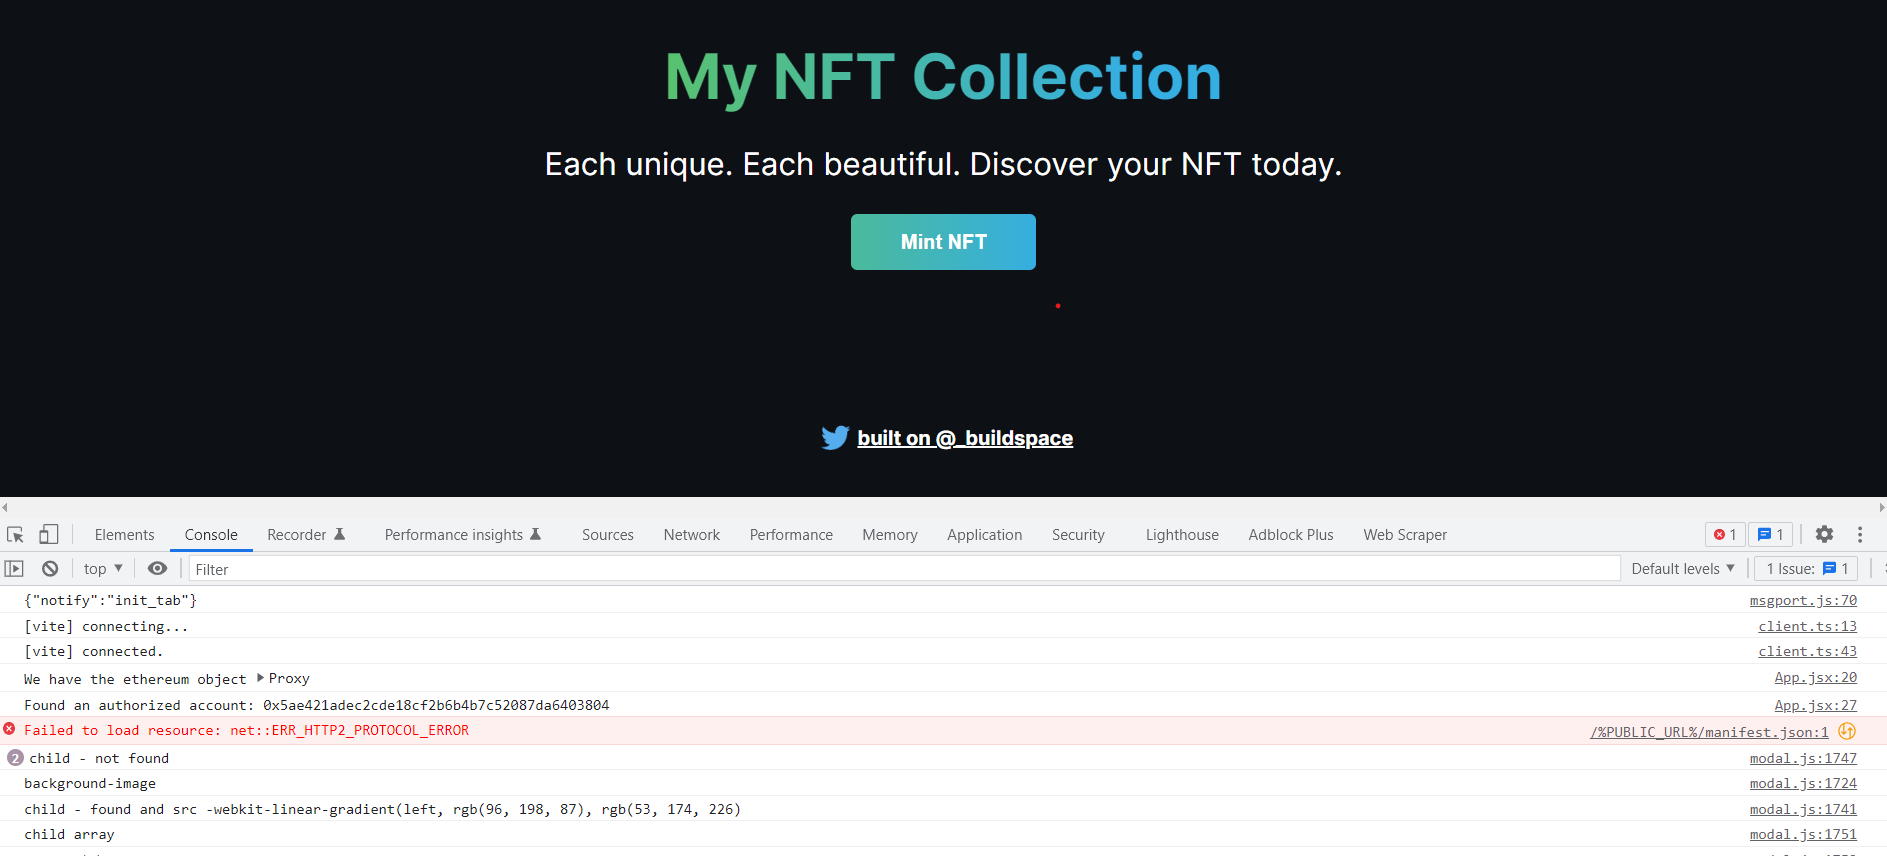 My NFT Collection
Each unique. Each beautiful. Discover your NFT today.
Mint NFT
built on @_buildspace
Elements Console Recorder Performance insights Sources Network Performance Memory Application Security Lighthouse Adblock Plus Web Scraper 1 1
top Filter Default levels 1 Issue: 1
{"notify":"init_tab"} msgport.js:70
[vite] connecting... client.ts:13
[vite] connected. client.ts:43
We have the ethereum object Proxy App.jsx:20
Found an authorized account: 0x5ae421adec2cde18cf2b6b4b7c52087da6403804 App.jsx:27
Failed to load resource: net::ERR_HTTP2_PROTOCOL_ERROR /%PUBLIC_URL%/manifest.json:1
2 child - not found modal.js:1747
background-image modal.js:1724
child - found and src -webkit-linear-gradient(left, rgb(96, 198, 87), rgb(53, 174, 226) modal.js:1741
child array modal.js:1751